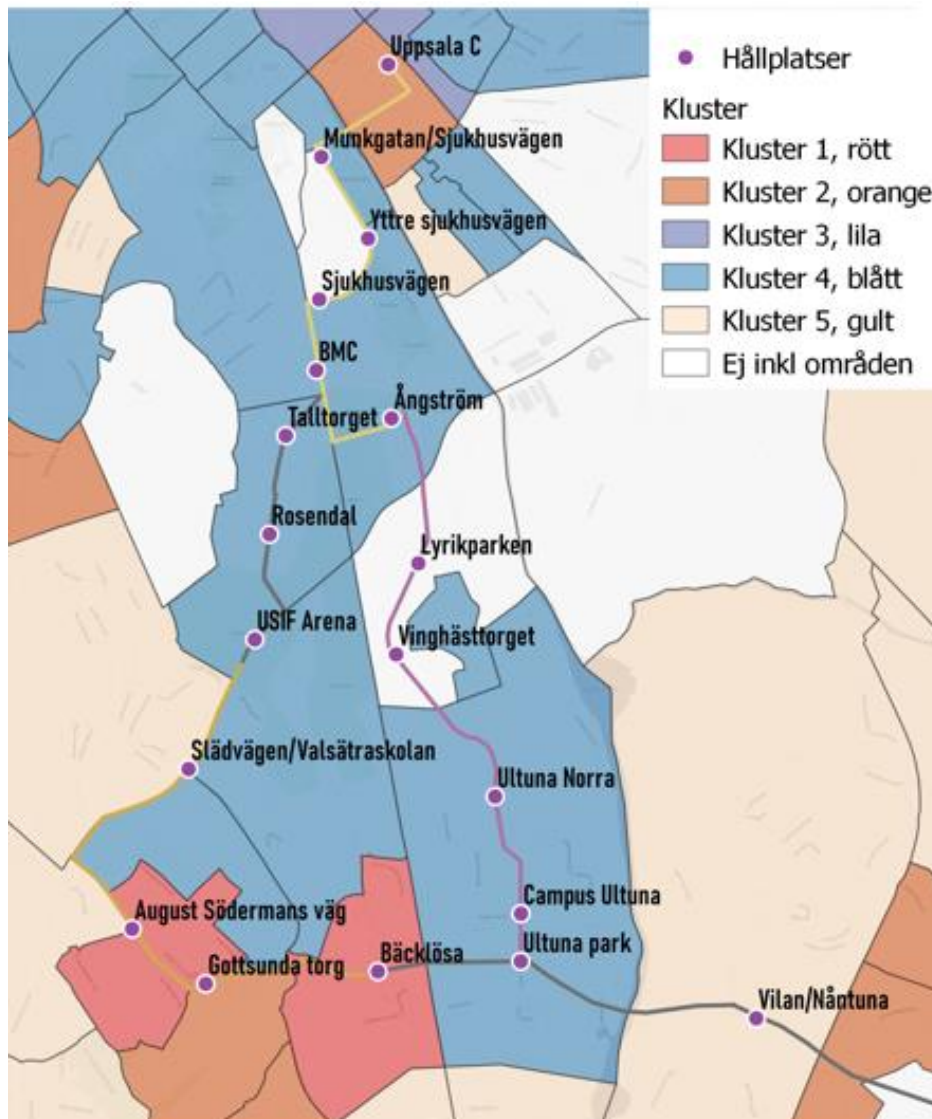 Uppsala C
Hållplatser
Kluster
Munkgatan/Sjukhusvägen
Kluster 1, rött
Kluster 2, orange
Yttre sjukhusvägen
Kluster 3, lila
Sjukhusvägen
Kluster 4, blått
Kluster 5, gult
BMC
Ej inkl områden
Ångström
Talltorget
Rosendal
Lyrikparken
USIF Arena
Vinghästtorget
Slädvägen/Valsätraskolan
Ultuna Norra
Campus Ultuna
August Södermans väg
Bäcklösa
Ultuna park
Gottsunda torg
Vilan/Nåntuna